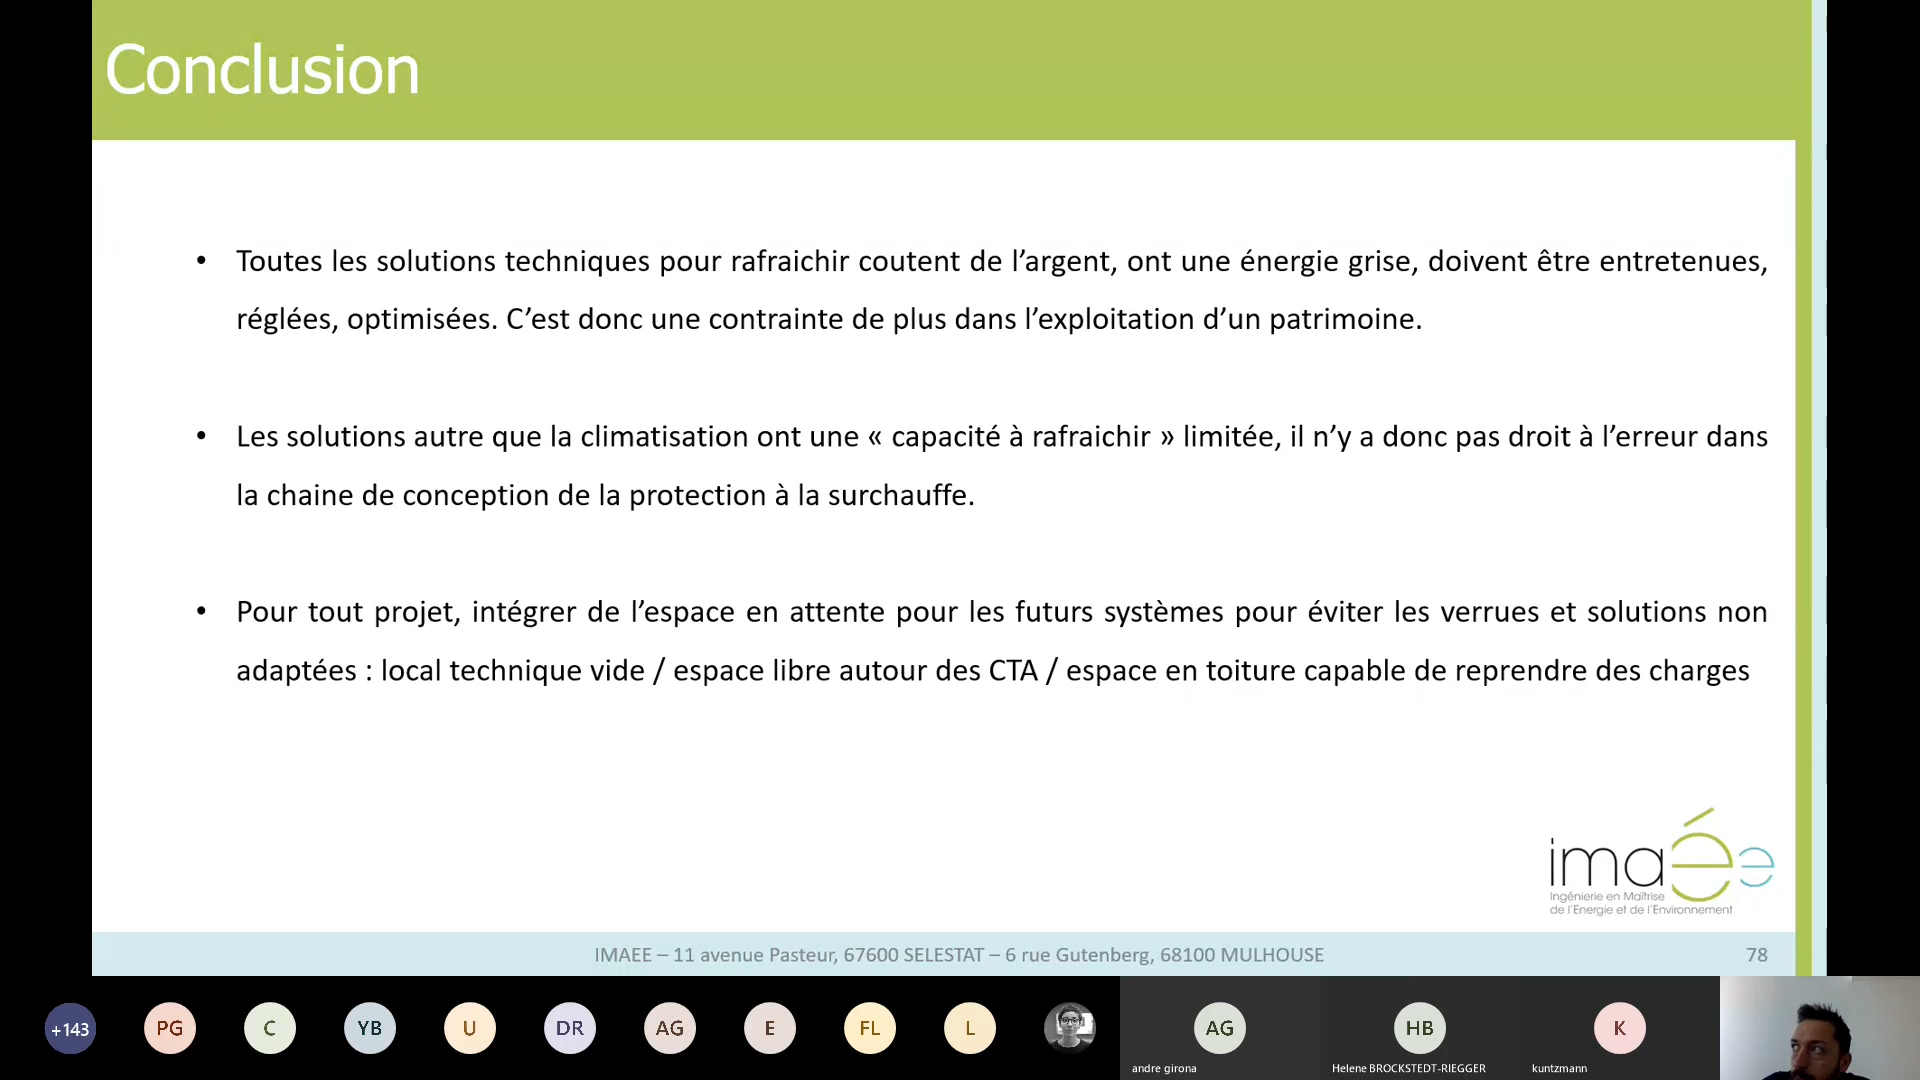 Conclusion
• Toutes les solutions techniques pour rafraichir coutent de l’argent, ont une énergie grise, doivent être entretenues,
réglées, optimisées. C’est donc une contrainte de plus dans l’exploitation d’un patrimoine.
• Les solutions autre que la climatisation ont une « capacité à rafraichir » limitée, il n’y a donc pas droit à l’erreur dans
la chaine de conception de la protection à la surchauffe.
• Pour tout projet, intégrer de l’espace en attente pour les futurs systèmes pour éviter les verrues et solutions non
adaptées : local technique vide / espace libre autour des CTA / espace en toiture capable de reprendre des charges
imaÉe
Ingénierie en Maîtrise
de l’Energie et de l’Environnement
IMAEE – 11 avenue Pasteur, 67600 SELESTAT – 6 rue Gutenberg, 68100 MULHOUSE 78
+143 PG C YB U DR AG E FL L AG HB K
andre girona Helene BROCKSTEDT-RIEGGER kuntzmann